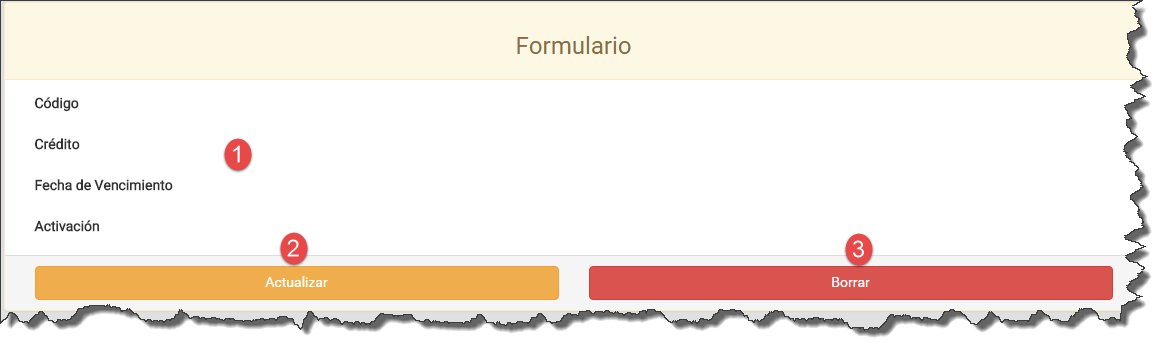 Formulario
Código
Crédito
1
Fecha de Vencimiento
Activación
2
3
Actualizar
Borrar